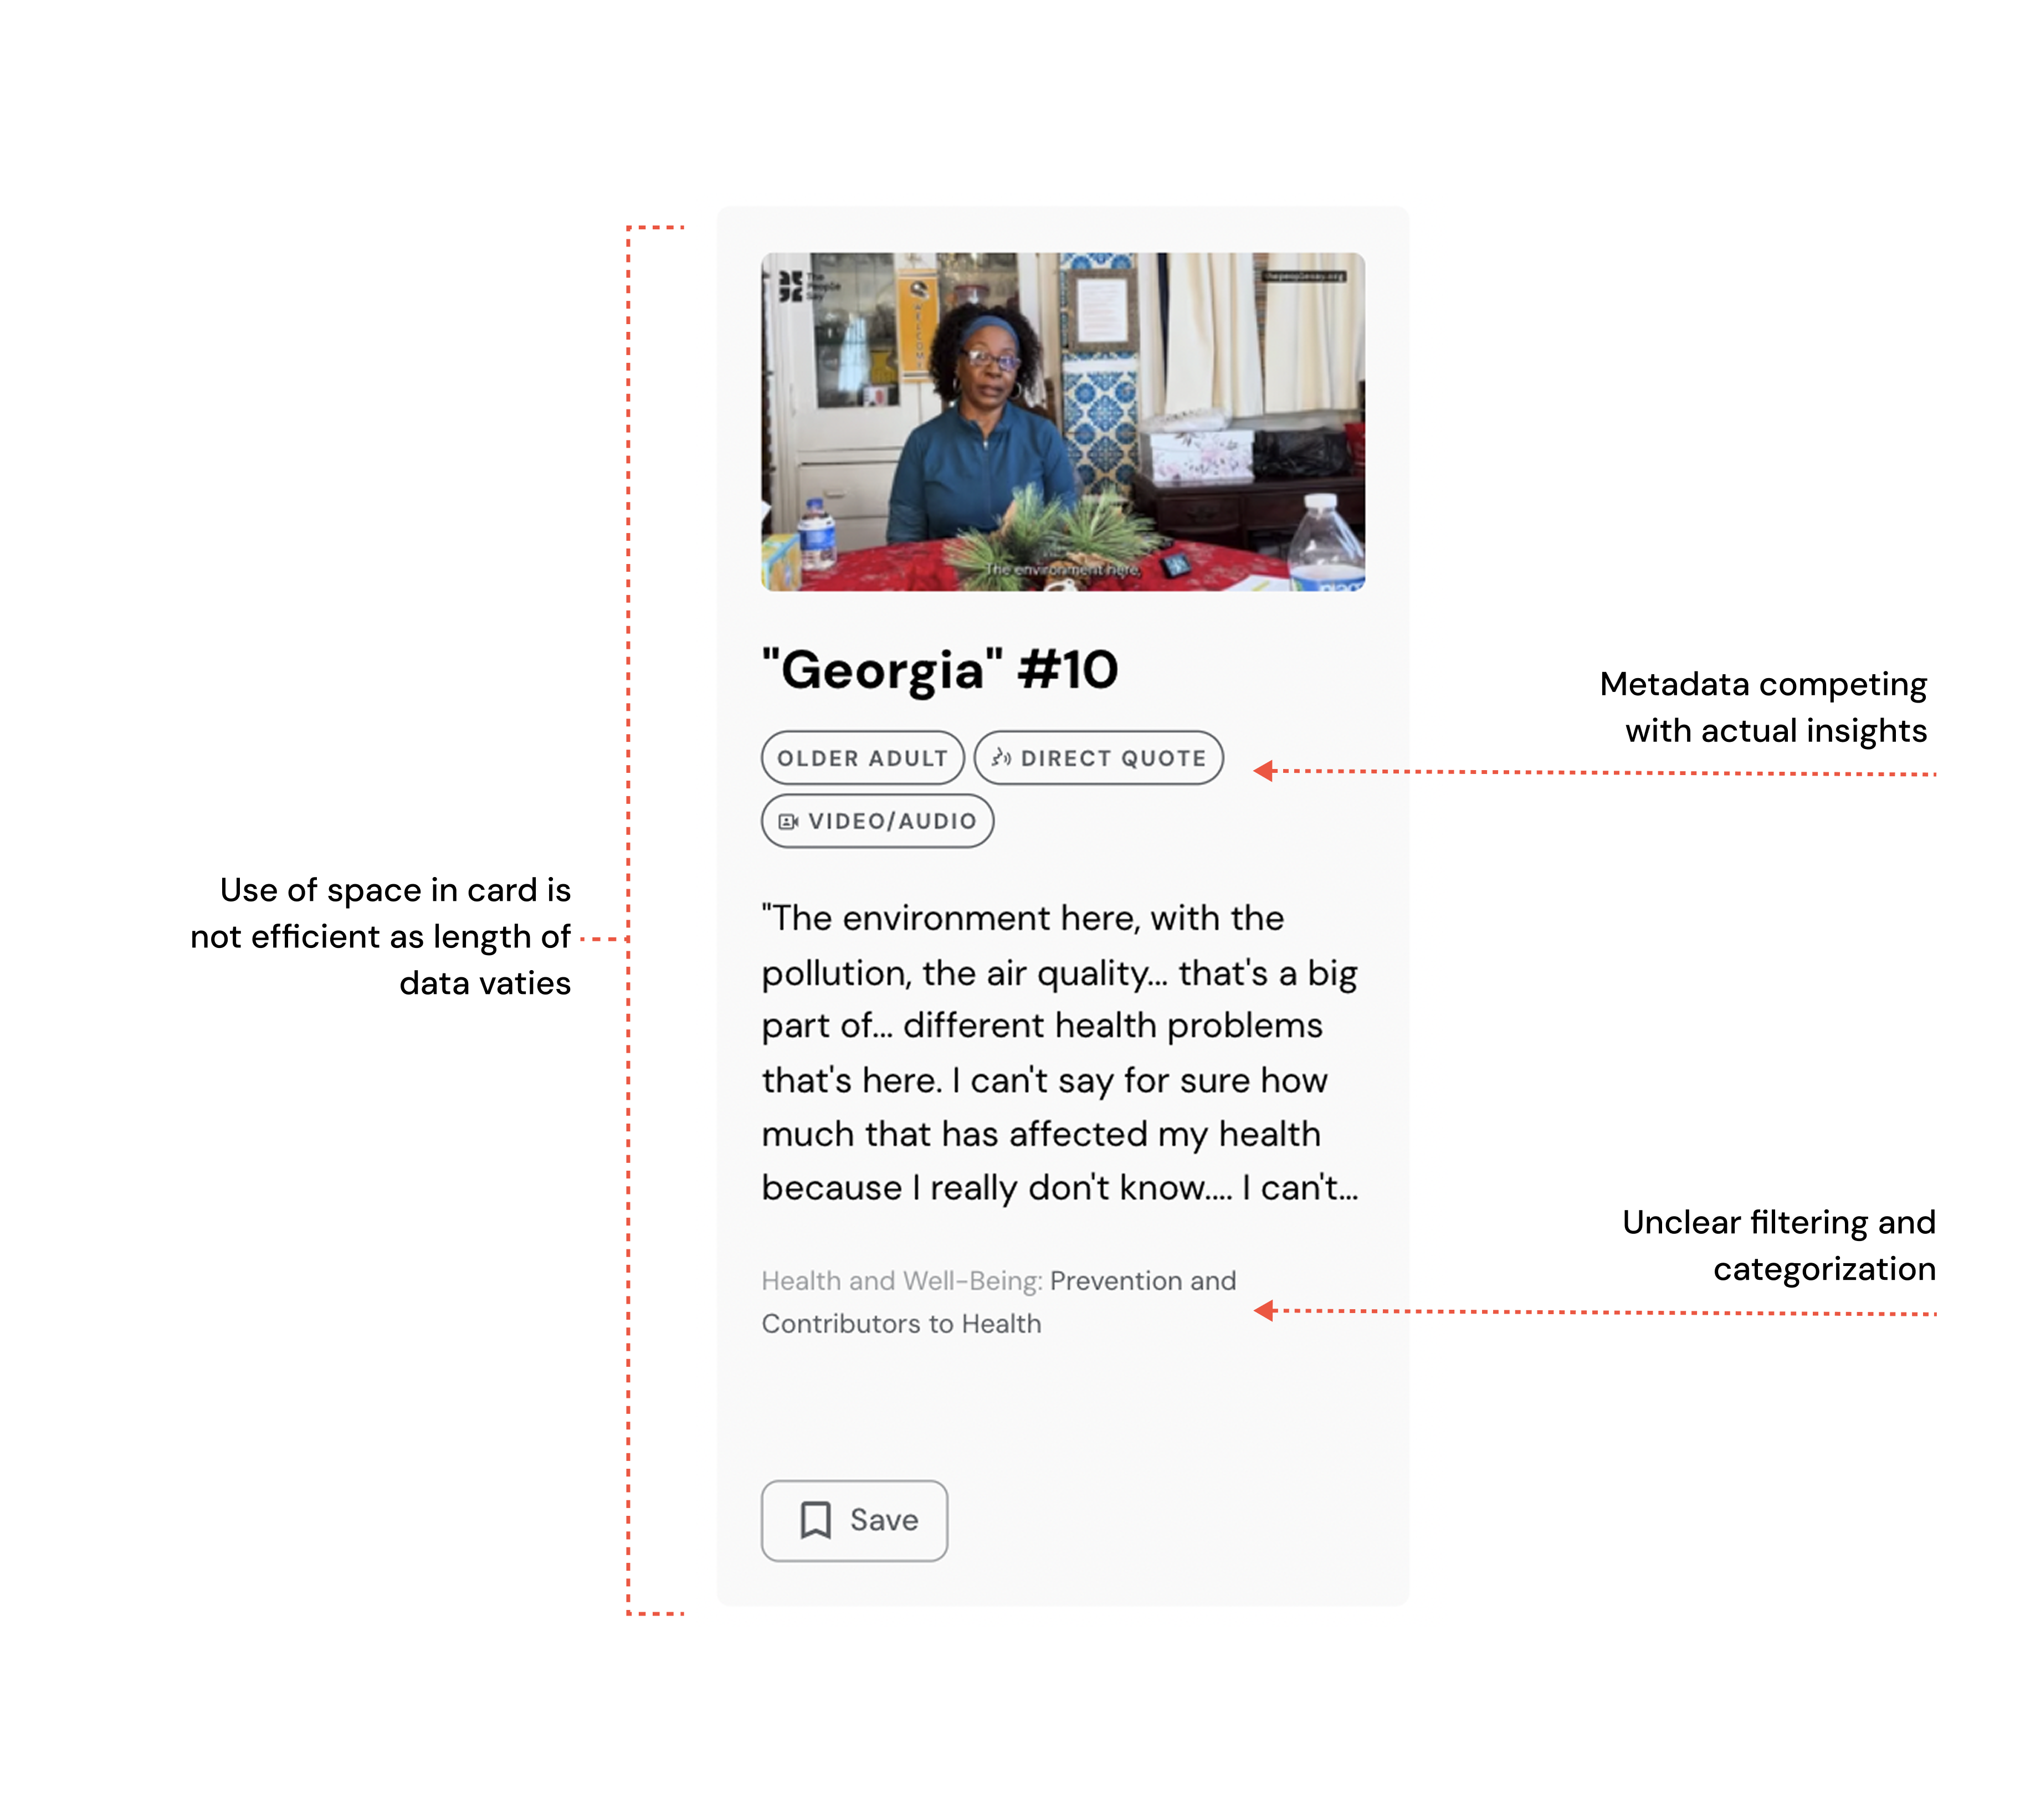 The
People
Say
thepeoplesay.org
WELCOME
The environment here,
"Georgia" #10
OLDER ADULT
DIRECT QUOTE
VIDEO/AUDIO
"The environment here, with the
pollution, the air quality... that's a big
part of... different health problems
that's here. I can't say for sure how
much that has affected my health
because I really don't know.... I can't...
Health and Well-Being: Prevention and
Contributors to Health
Save
Use of space in card is
not efficient as length of
data vaties
Metadata competing
with actual insights
Unclear filtering and
categorization